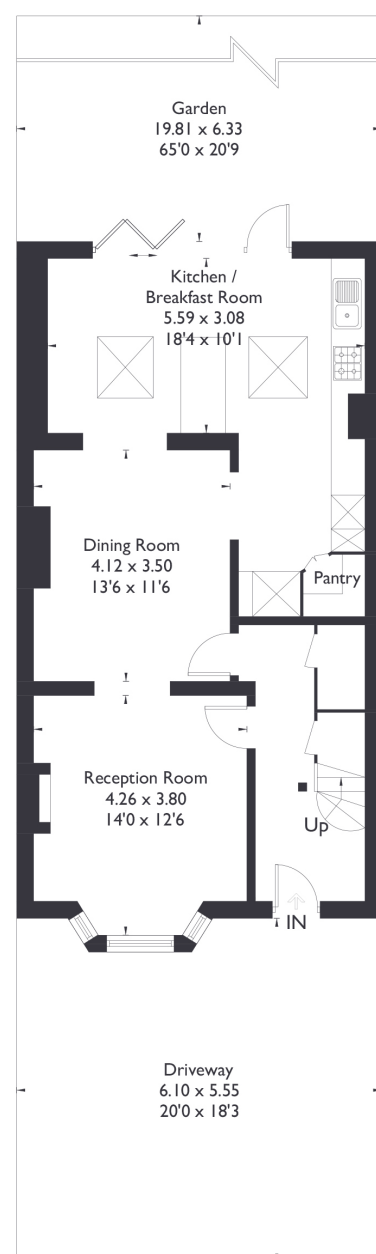 Garden
19.81 x 6.33
65'0 x 20'9
Kitchen /
Breakfast Room
5.59 x 3.08
18'4 x 10'1
Dining Room
4.12 x 3.50
13'6 x 11'6
Pantry
Reception Room
4.26 x 3.80
14'0 x 12'6
Up
IN
Driveway
6.10 x 5.55
20'0 x 18'3